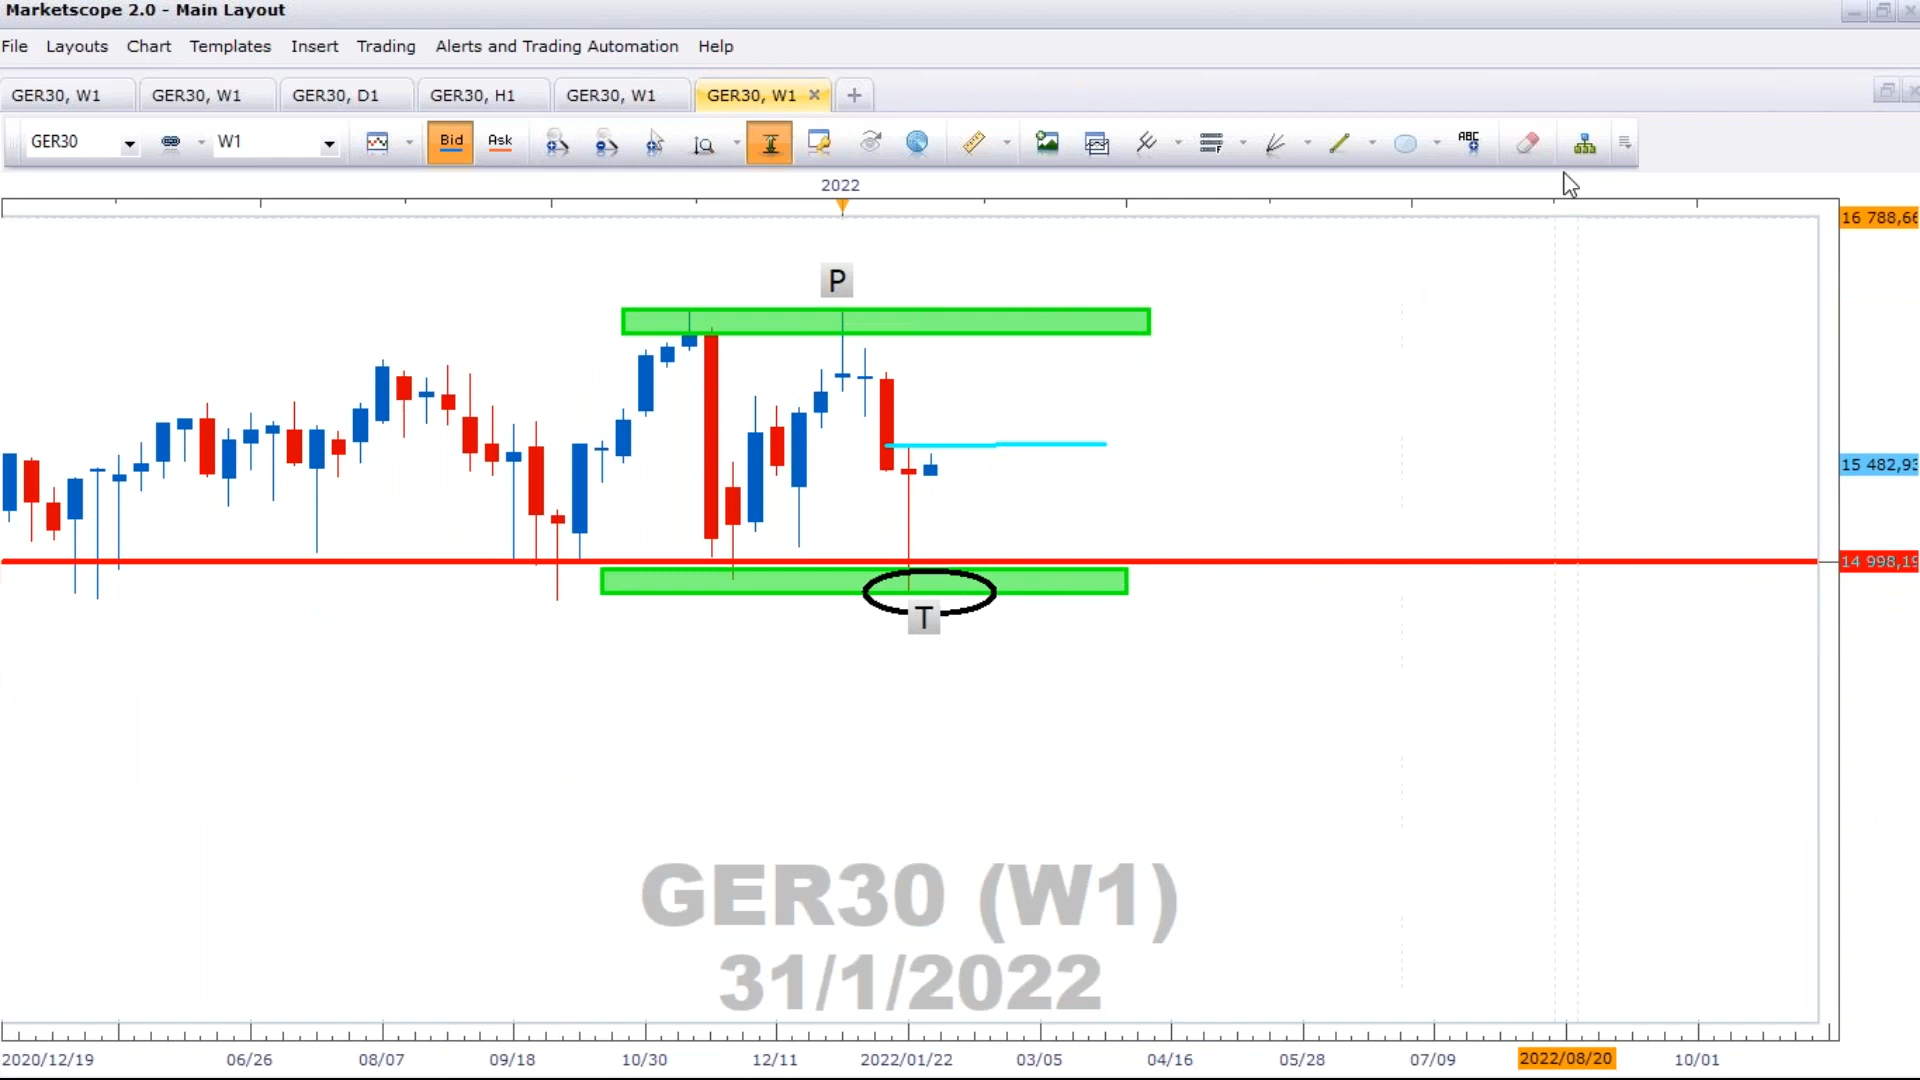 Marketscope 2.0 - Main Layout
File Layouts Chart Templates Insert Trading Alerts and Trading Automation Help
GER30, W1 GER30, W1 GER30, D1 GER30, H1 GER30, W1 GER30, W1
GER30 W1 Bid Ask ABC
2022
16 788,66
P
15 482,93
14 998,19
T
GER30 (W1)
31/1/2022
2020/12/19 06/26 08/07 09/18 10/30 12/11 2022/01/22 03/05 04/16 05/28 07/09 2022/08/20 10/01